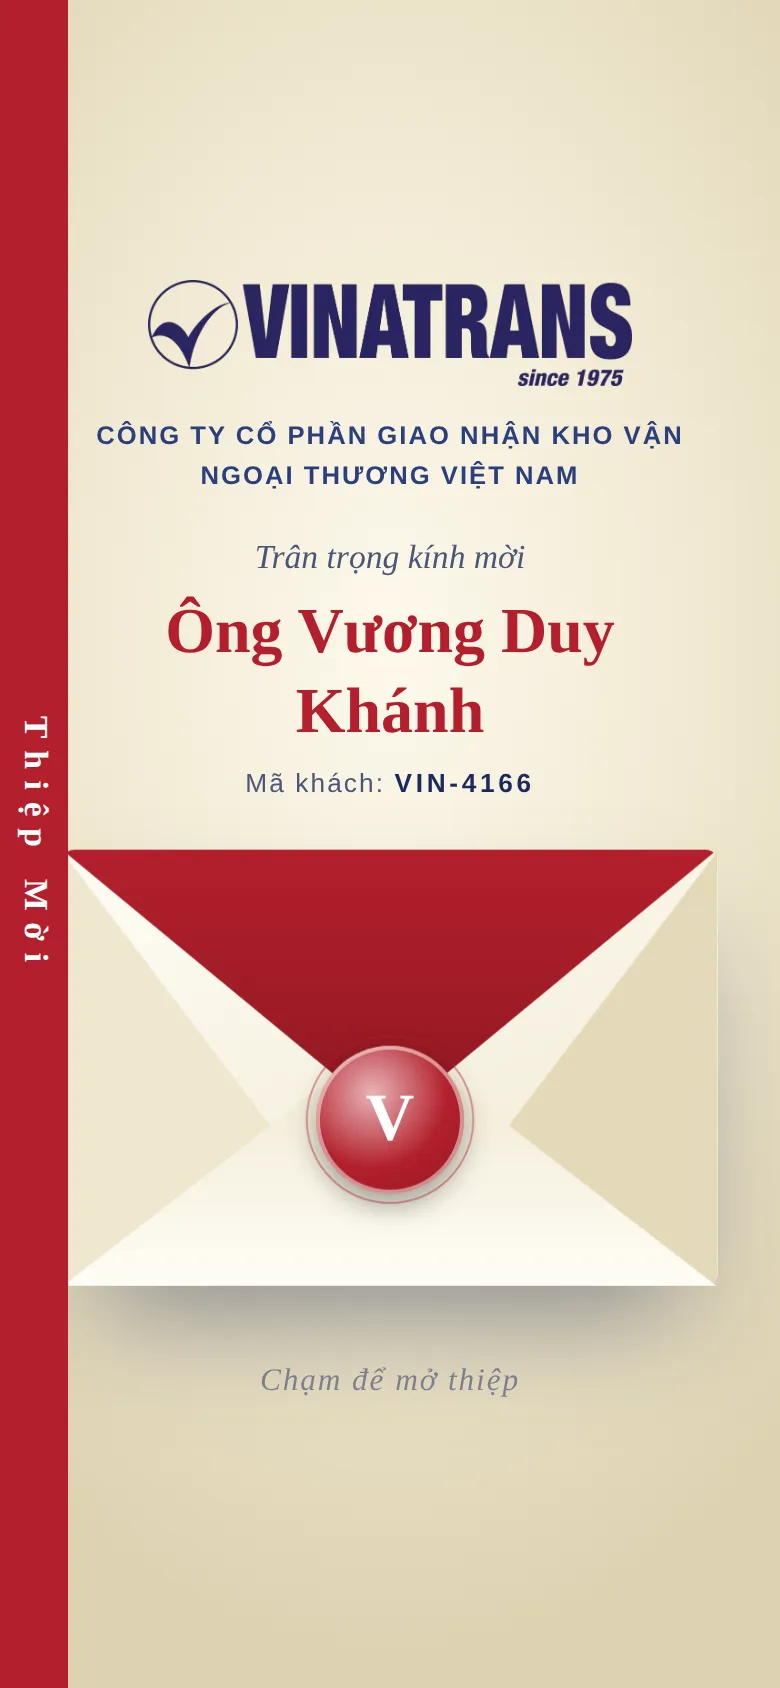 VINATRANS
since 1975
CÔNG TY CỔ PHẦN GIAO NHẬN KHO VẬN
NGOẠI THƯƠNG VIỆT NAM
Trân trọng kính mời
Ông Vương Duy
Khánh
Mã khách: VIN-4166
Thiệp Mời
V
Chạm để mở thiệp